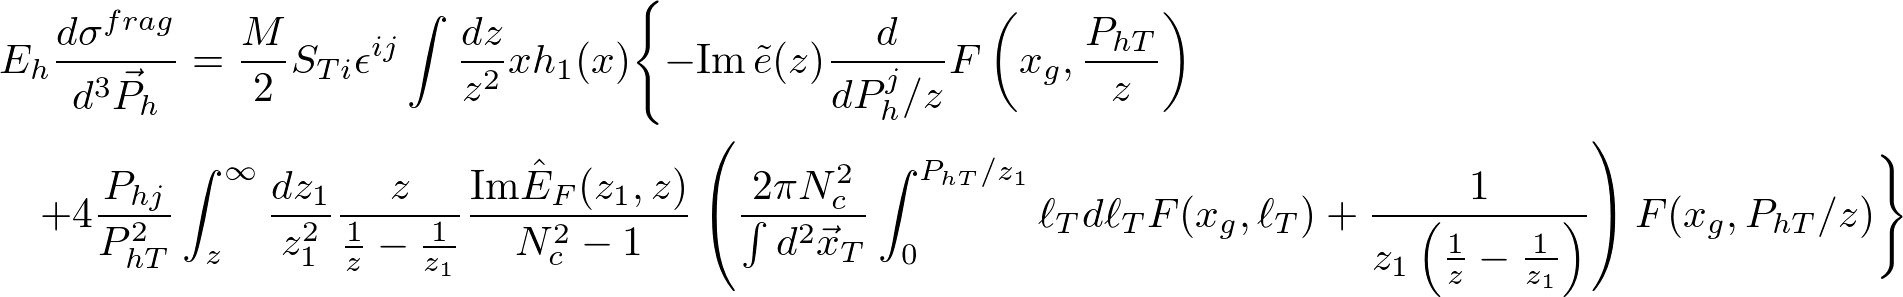 E_h \frac{d\sigma^{frag}}{d^3\vec{P}_h} = \frac{M}{2} S_{Ti} \epsilon^{ij} \int \frac{dz}{z^2} x h_1(x) \Bigg\{ -\text{Im}\, \tilde{e}(z) \frac{d}{dP_h^j/z} F\left(x_g, \frac{P_{hT}}{z}\right)
+4 \frac{P_{hj}}{P_{hT}^2} \int_z^\infty \frac{dz_1}{z_1^2} \frac{z}{\frac{1}{z} - \frac{1}{z_1}} \frac{\text{Im}\hat{E}_F(z_1, z)}{N_c^2 - 1} \left( \frac{2\pi N_c^2}{\int d^2\vec{x}_T} \int_0^{P_{hT}/z_1} \ell_T d\ell_T F(x_g, \ell_T) + \frac{1}{z_1 \left(\frac{1}{z} - \frac{1}{z_1}\right)} \right) F(x_g, P_{hT}/z) \Bigg\}